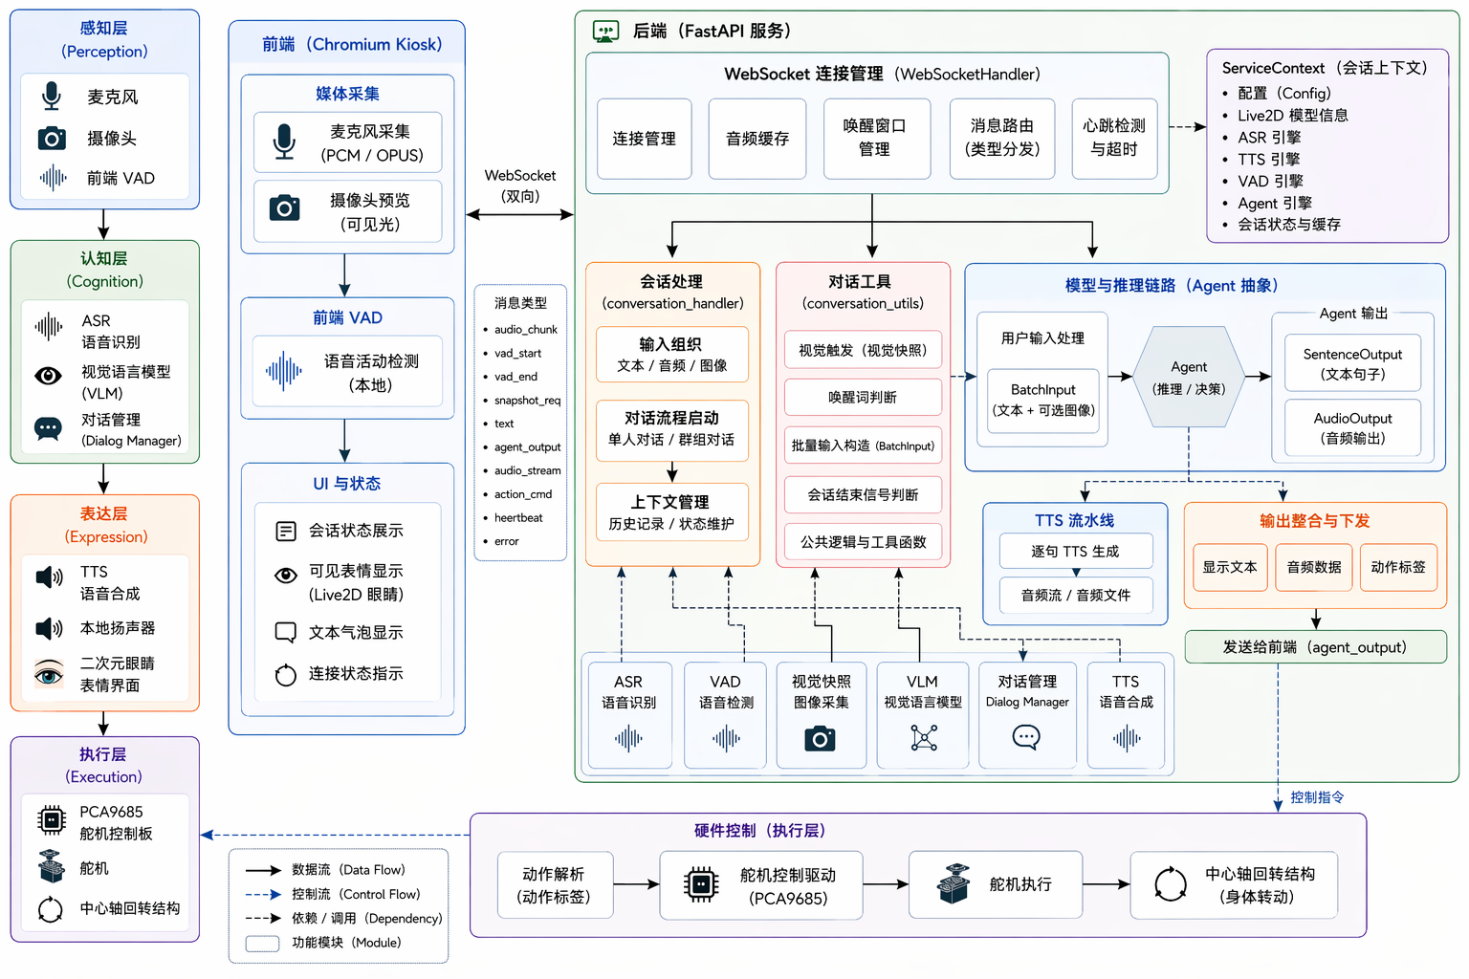 感知层
(Perception)
麦克风
摄像头
前端 VAD
认知层
(Cognition)
ASR
语音识别
视觉语言模型
(VLM)
对话管理
(Dialog Manager)
表达层
(Expression)
TTS
语音合成
本地扬声器
二次元眼睛
表情界面
执行层
(Execution)
PCA9685
舵机控制板
舵机
中心轴回转结构
前端（Chromium Kiosk）
媒体采集
麦克风采集
(PCM / OPUS)
摄像头预览
(可见光)
前端 VAD
语音活动检测
(本地)
UI 与状态
会话状态展示
可见表情显示
(Live2D 眼睛)
文本气泡显示
连接状态指示
WebSocket
(双向)
消息类型
• audio_chunk
• vad_start
• vad_end
• snapshot_req
• text
• agent_output
• audio_stream
• action_cmd
• heertbeat
• error
后端（FastAPI 服务）
WebSocket 连接管理（WebSocketHandler）
连接管理
音频缓存
唤醒窗口
管理
消息路由
(类型分发)
心跳检测
与超时
ServiceContext（会话上下文）
• 配置（Config）
• Live2D 模型信息
• ASR 引擎
• TTS 引擎
• VAD 引擎
• Agent 引擎
• 会话状态与缓存
会话处理
(conversation_handler)
输入组织
文本 / 音频 / 图像
对话流程启动
单人对话 / 群组对话
上下文管理
历史记录 / 状态维护
对话工具
(conversation_utils)
视觉触发（视觉快照）
唤醒词判断
批量输入构造（BatchInput）
会话结束信号判断
公共逻辑与工具函数
模型与推理链路（Agent 抽象）
用户输入处理
BatchInput
(文本 + 可选图像)
Agent
(推理 / 决策)
Agent 输出
SentenceOutput
(文本句子)
AudioOutput
(音频输出)
TTS 流水线
逐句 TTS 生成
音频流 / 音频文件
输出整合与下发
显示文本
音频数据
动作标签
发送给前端（agent_output）
ASR
语音识别
VAD
语音检测
视觉快照
图像采集
VLM
视觉语言模型
对话管理
Dialog Manager
TTS
语音合成
控制指令
硬件控制（执行层）
动作解析
(动作标签)
舵机控制驱动
(PCA9685)
舵机执行
中心轴回转结构
(身体转动)
数据流（Data Flow）
控制流（Control Flow）
依赖 / 调用（Dependency）
功能模块（Module）